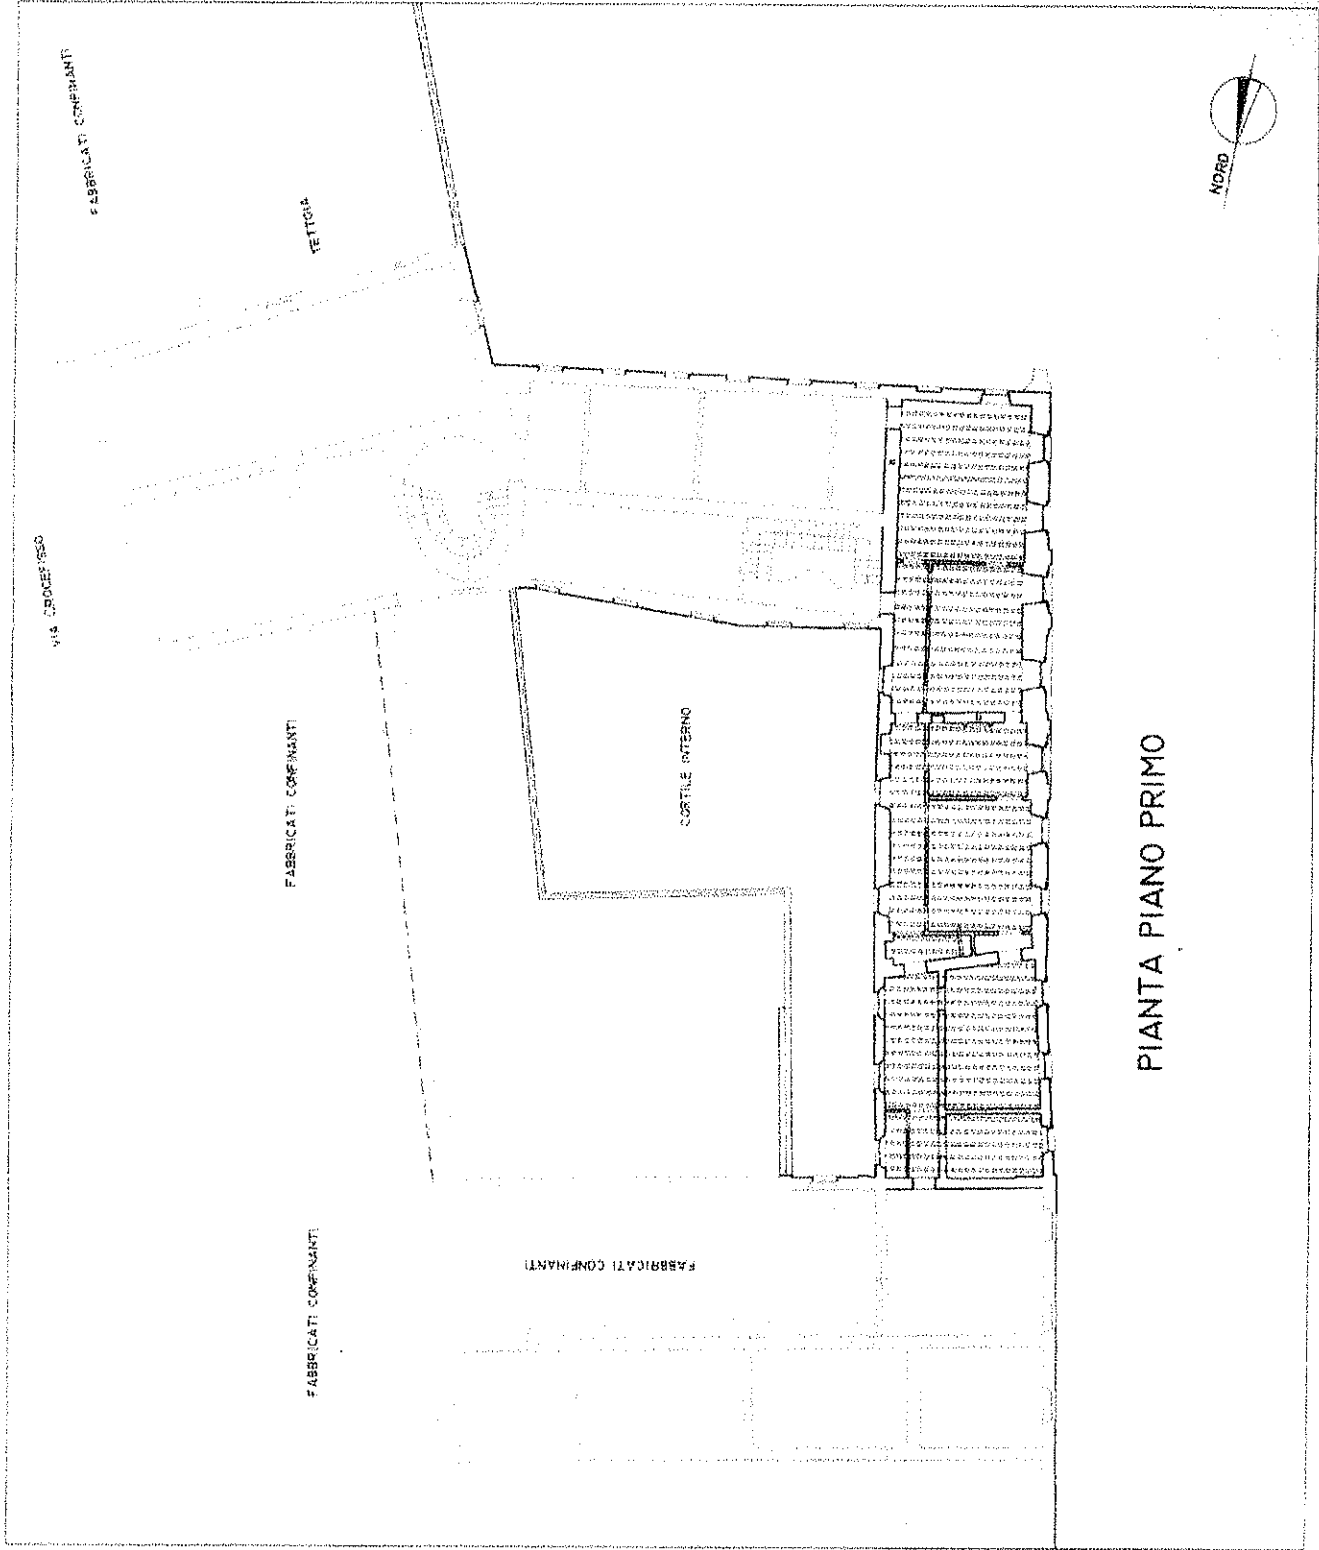 FABBRICATI CONFINANTI
TETTOIA
NORD
VIA CROCEFISSO
FABBRICATI CONFINANTI
CORTILE INTERNO
PIANTA PIANO PRIMO
FABBRICATI CONFINANTI
FABBRICATI CONFINANTI